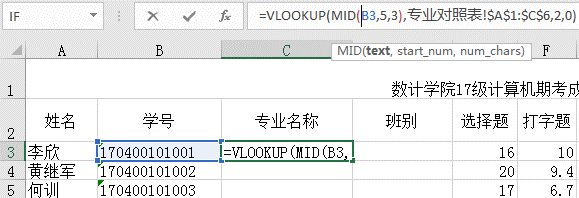 IF =VLOOKUP(MID(B3,5,3),专业对照表!$A$1:$C$6,2,0)
MID(text, start_num, num_chars)
A B C D E F
1 数计学院17级计算机期考成
2 姓名 学号 专业名称 班别 选择题 打字题
3 李欣 170400101001 =VLOOKUP(MID(B3, 16 10
4 黄继军 170400101002 20 9.4
5 何训 170400101003 17 6.7